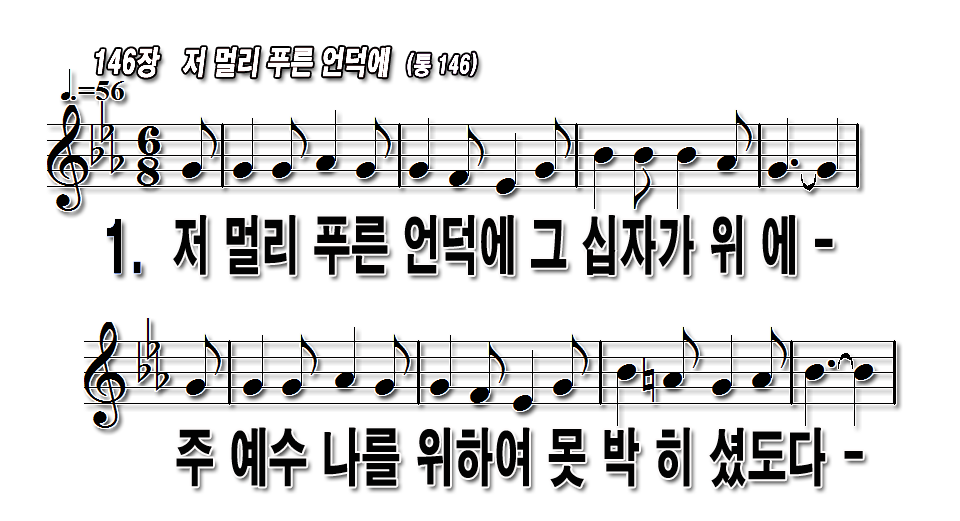 146장 저 멀리 푸른 언덕에 (통 146)
♩.=56
6
8
1. 저 멀리 푸른 언덕에 그 십자가 위 에 -
주 예수 나를 위하여 못 박 히 셨도다 -